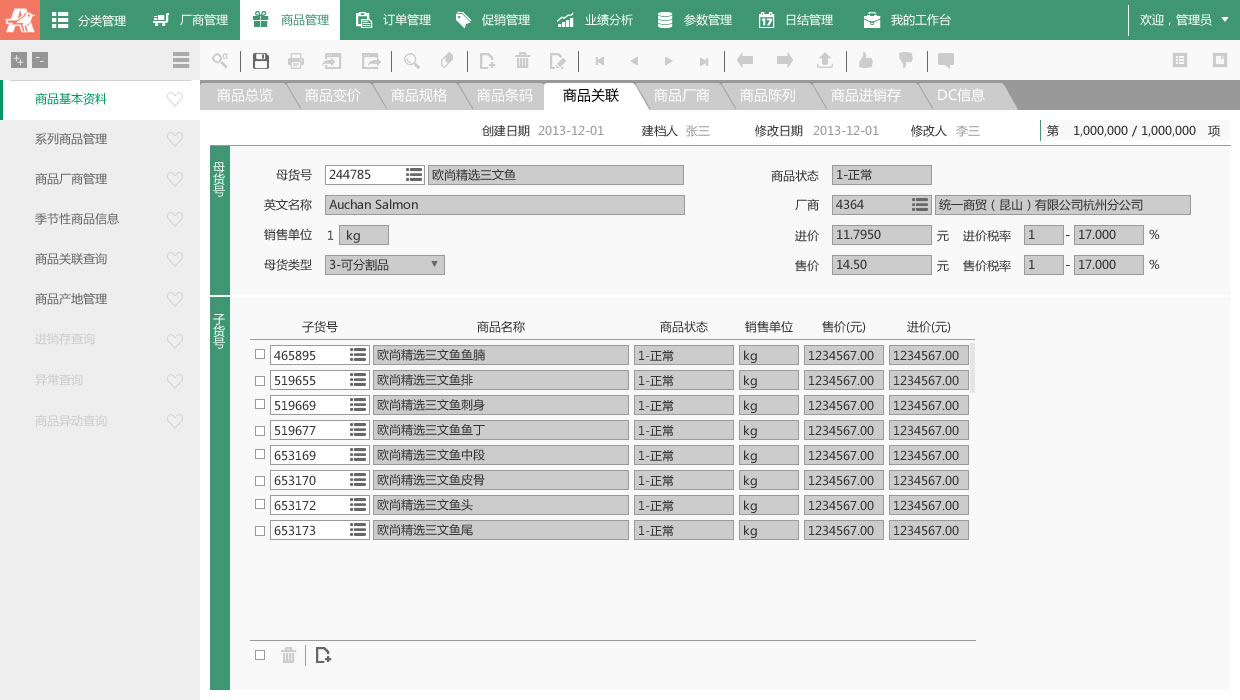 分类管理 厂商管理 商品管理 订单管理 促销管理 业绩分析 参数管理 日结管理 我的工作台 欢迎，管理员
商品基本资料
系列商品管理
商品厂商管理
季节性商品信息
商品关联查询
商品产地管理
进销存查询
异常查询
商品异动查询
商品总览 商品变价 商品规格 商品条码 商品关联 商品厂商 商品陈列 商品进销存 DC信息
创建日期 2013-12-01 建档人 张三 修改日期 2013-12-01 修改人 李三 第 1,000,000 / 1,000,000 项
母货号
母货号 244785 欧尚精选三文鱼 商品状态 1-正常
英文名称 Auchan Salmon 厂商 4364 统一商贸（昆山）有限公司杭州分公司
销售单位 1 kg 进价 11.7950 元 进价税率 1 - 17.000 %
母货类型 3-可分割品 售价 14.50 元 售价税率 1 - 17.000 %
子货号
子货号 商品名称 商品状态 销售单位 售价(元) 进价(元)
465895 欧尚精选三文鱼鱼腩 1-正常 kg 1234567.00 1234567.00
519655 欧尚精选三文鱼排 1-正常 kg 1234567.00 1234567.00
519669 欧尚精选三文鱼刺身 1-正常 kg 1234567.00 1234567.00
519677 欧尚精选三文鱼鱼丁 1-正常 kg 1234567.00 1234567.00
653169 欧尚精选三文鱼中段 1-正常 kg 1234567.00 1234567.00
653170 欧尚精选三文鱼皮骨 1-正常 kg 1234567.00 1234567.00
653172 欧尚精选三文鱼头 1-正常 kg 1234567.00 1234567.00
653173 欧尚精选三文鱼尾 1-正常 kg 1234567.00 1234567.00